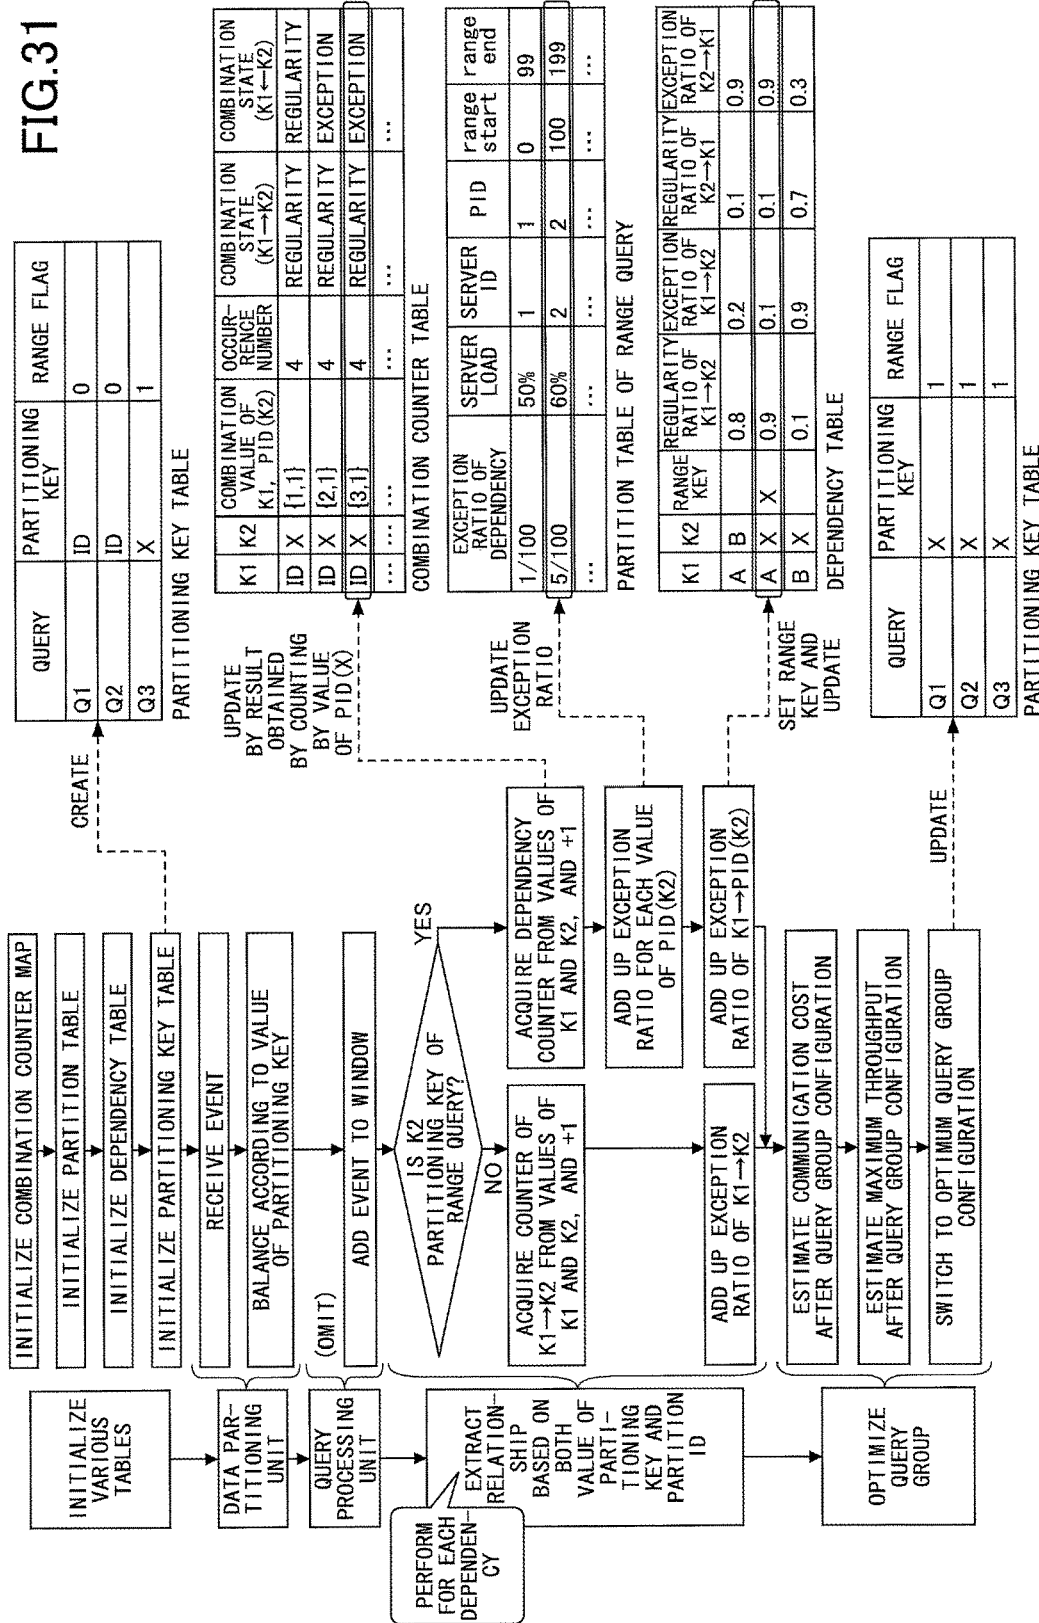 FIG.31
INITIALIZE
VARIOUS
TABLES
DATA PAR-
TITIONING
UNIT
QUERY
PROCESSING
UNIT
PERFORM
FOR EACH
DEPENDEN-
CY
EXTRACT
RELATION-
SHIP
BASED ON
BOTH
VALUE OF
PARTI-
TIONING
KEY AND
PARTITION
ID
OPTIMIZE
QUERY
GROUP
INITIALIZE COMBINATION COUNTER MAP
INITIALIZE PARTITION TABLE
INITIALIZE DEPENDENCY TABLE
INITIALIZE PARTITIONING KEY TABLE
RECEIVE EVENT
BALANCE ACCORDING TO VALUE
OF PARTITIONING KEY
(OMIT)
ADD EVENT TO WINDOW
IS K2
PARTITIONING KEY OF
RANGE QUERY?
NO
YES
ACQUIRE COUNTER OF
K1→K2 FROM VALUES OF
K1 AND K2, AND +1
ADD UP EXCEPTION
RATIO OF K1→K2
ACQUIRE DEPENDENCY
COUNTER FROM VALUES OF
K1 AND K2, AND +1
ADD UP EXCEPTION
RATIO FOR EACH VALUE
OF PID(K2)
ADD UP EXCEPTION
RATIO OF K1→PID(K2)
ESTIMATE COMMUNICATION COST
AFTER QUERY GROUP CONFIGURATION
ESTIMATE MAXIMUM THROUGHPUT
AFTER QUERY GROUP CONFIGURATION
SWITCH TO OPTIMUM QUERY GROUP
CONFIGURATION
CREATE
UPDATE
BY RESULT
OBTAINED
BY COUNTING
BY VALUE
OF PID(X)
UPDATE
EXCEPTION
RATIO
SET RANGE
KEY AND
UPDATE
UPDATE
QUERY PARTITIONING KEY RANGE FLAG
Q1 ID 0
Q2 ID 0
Q3 X 1
PARTITIONING KEY TABLE
K1 K2 COMBINATION VALUE OF K1, PID(K2) OCCUR-RENCE NUMBER COMBINATION STATE (K1→K2) COMBINATION STATE (K1←K2)
ID X {1,1} 4 REGULARITY REGULARITY
ID X {2,1} 4 REGULARITY EXCEPTION
ID X {3,1} 4 REGULARITY EXCEPTION
... ... ... ... ... ...
COMBINATION COUNTER TABLE
EXCEPTION RATIO OF DEPENDENCY SERVER LOAD SERVER ID PID range start range end
1/100 50% 1 1 0 99
5/100 60% 2 2 100 199
... ... ... ... ... ...
PARTITION TABLE OF RANGE QUERY
K1 K2 RANGE KEY REGULARITY RATIO OF K1→K2 EXCEPTION RATIO OF K1→K2 REGULARITY RATIO OF K2→K1 EXCEPTION RATIO OF K2→K1
A B 0.8 0.2 0.1 0.9
A X X 0.9 0.1 0.1 0.9
B X 0.1 0.9 0.7 0.3
DEPENDENCY TABLE
QUERY PARTITIONING KEY RANGE FLAG
Q1 X 1
Q2 X 1
Q3 X 1
PARTITIONING KEY TABLE